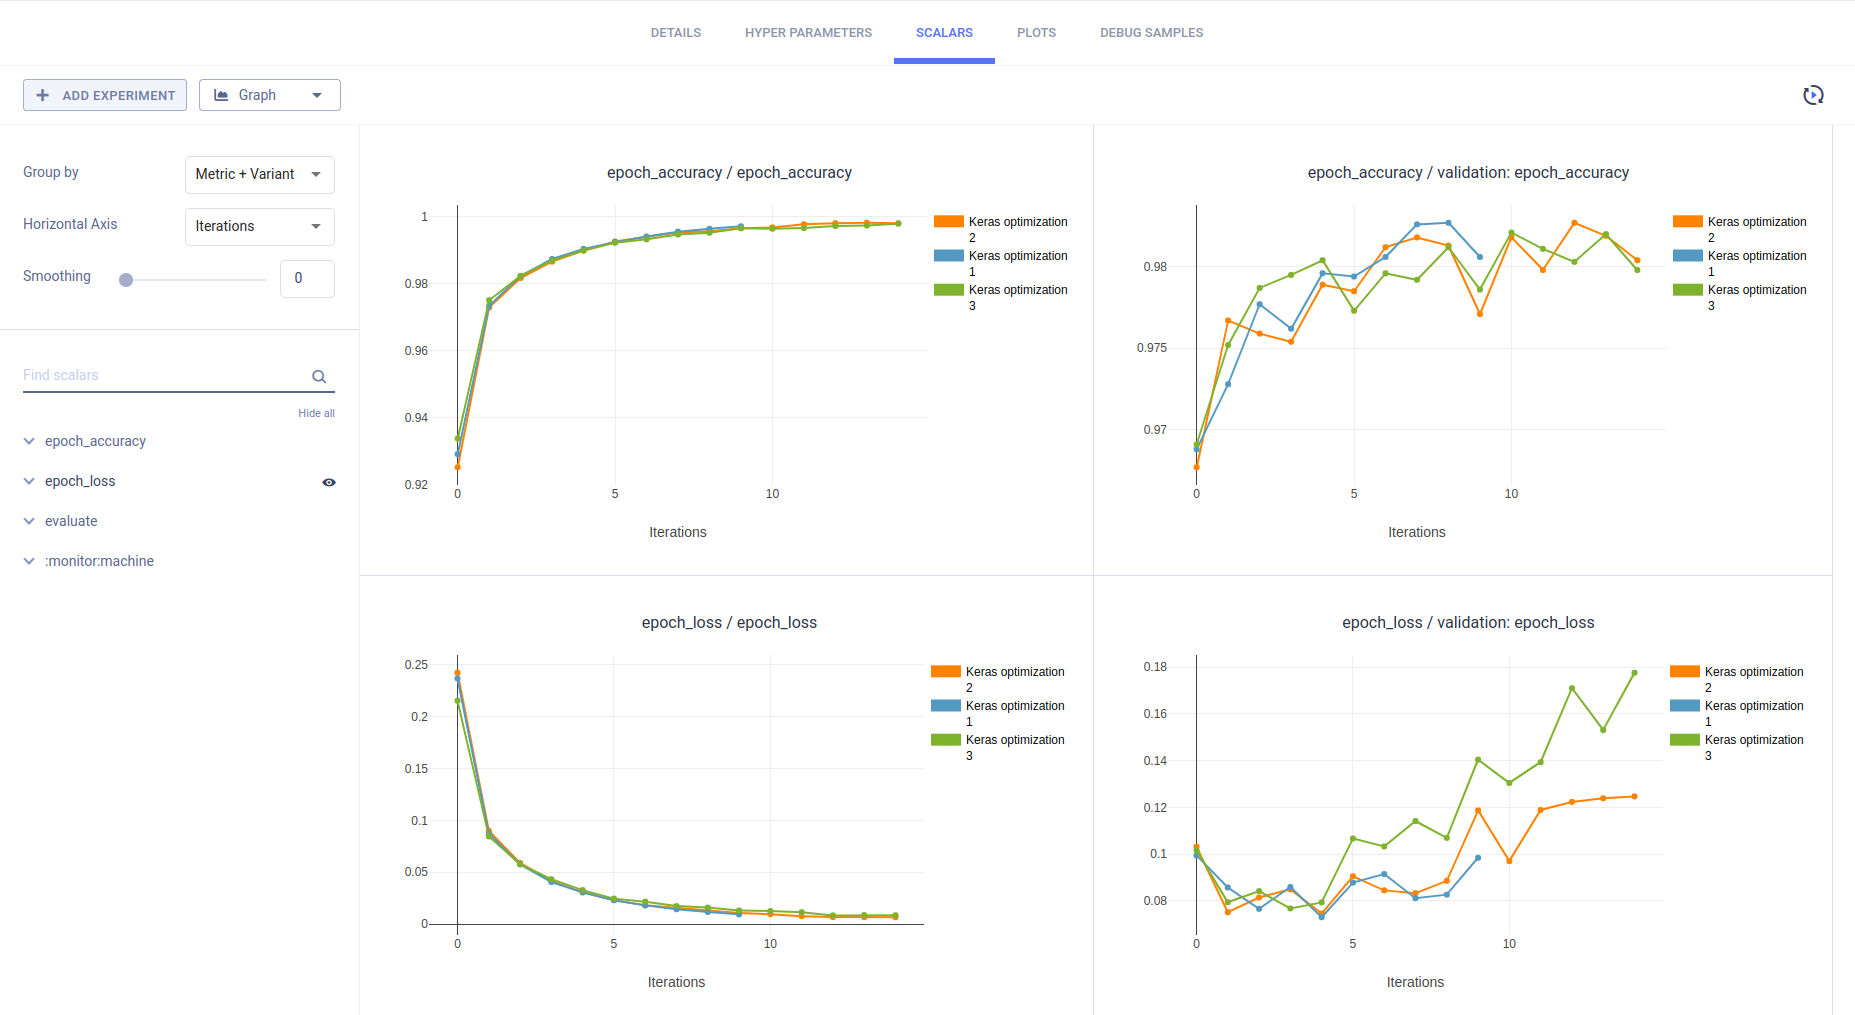 DETAILS
HYPER PARAMETERS
SCALARS
PLOTS
DEBUG SAMPLES
ADD EXPERIMENT
Graph
Group by
Metric + Variant
Horizontal Axis
Iterations
Smoothing
0
Find scalars
Hide all
epoch_accuracy
epoch_loss
evaluate
:monitor:machine
epoch_accuracy / epoch_accuracy
1
0.98
0.96
0.94
0.92
0
5
10
Iterations
Keras optimization
2
Keras optimization
1
Keras optimization
3
epoch_accuracy / validation: epoch_accuracy
0.98
0.975
0.97
0
5
10
Iterations
Keras optimization
2
Keras optimization
1
Keras optimization
3
epoch_loss / epoch_loss
0.25
0.2
0.15
0.1
0.05
0
0
5
10
Iterations
Keras optimization
2
Keras optimization
1
Keras optimization
3
epoch_loss / validation: epoch_loss
0.18
0.16
0.14
0.12
0.1
0.08
0
5
10
Iterations
Keras optimization
2
Keras optimization
1
Keras optimization
3